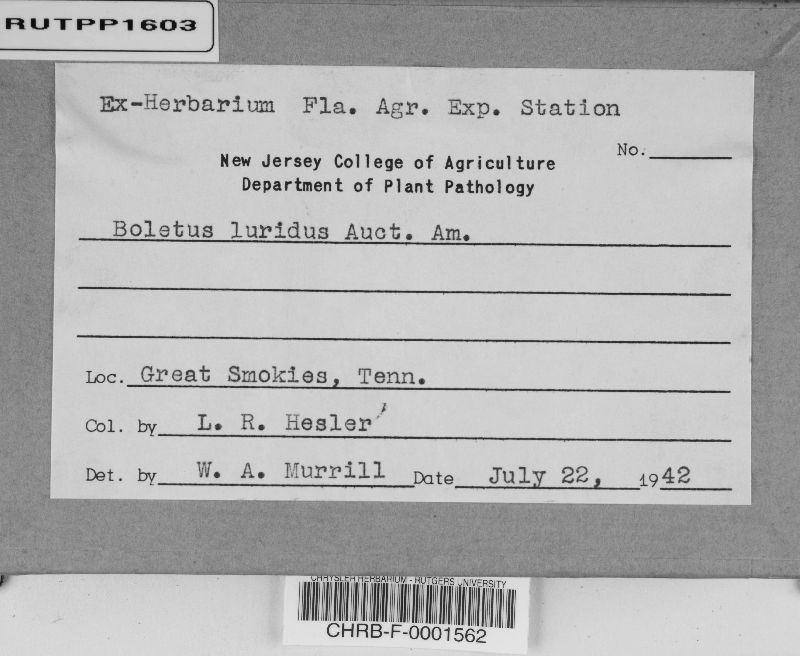 RUTPP1603
Ex-Herbarium Fla. Agr. Exp. Station
No.
New Jersey College of Agriculture
Department of Plant Pathology
Boletus luridus Auct. Am.
Loc. Great Smokies, Tenn.
Col. by L. R. Hesler
Det. by W. A. Murrill Date July 22, 1942
CHRYSLER HERBARIUM - RUTGERS UNIVERSITY
CHRB-F-0001562